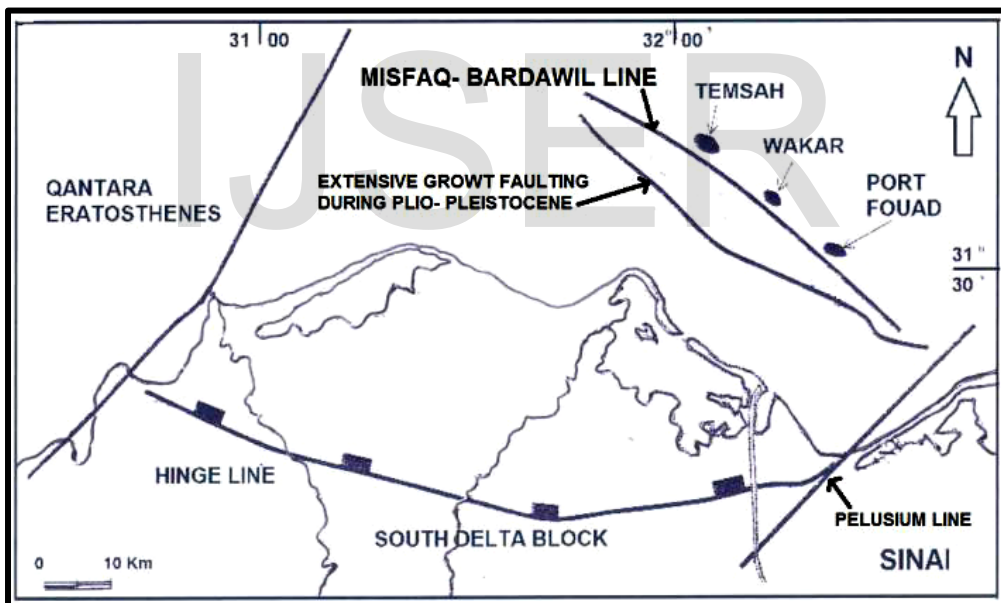 IJSER
31 00
32° 00'
N
MISFAQ- BARDAWIL LINE
TEMSAH
WAKAR
QANTARA
ERATOSTHENES
EXTENSIVE GROWT FAULTING
DURING PLIO- PLEISTOCENE
PORT
FOUAD
31°
30'
HINGE LINE
SOUTH DELTA BLOCK
PELUSIUM LINE
SINAI
0 10 Km